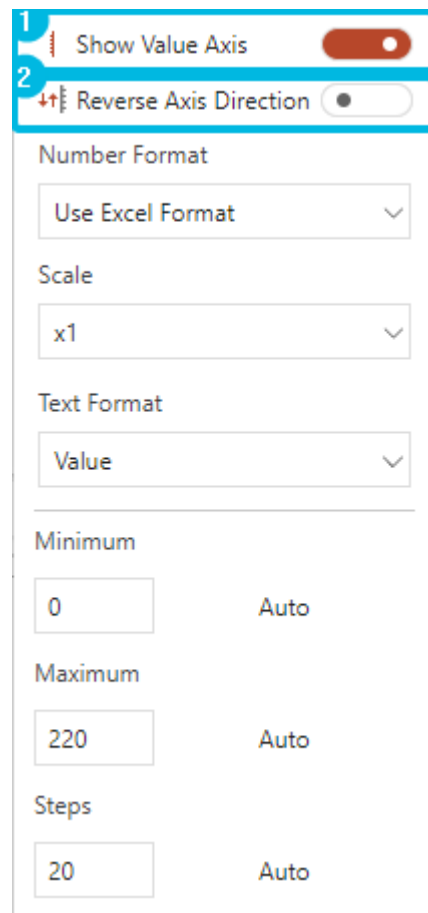 1
Show Value Axis
2
Reverse Axis Direction
Number Format
Use Excel Format
Scale
x1
Text Format
Value
Minimum
0 Auto
Maximum
220 Auto
Steps
20 Auto